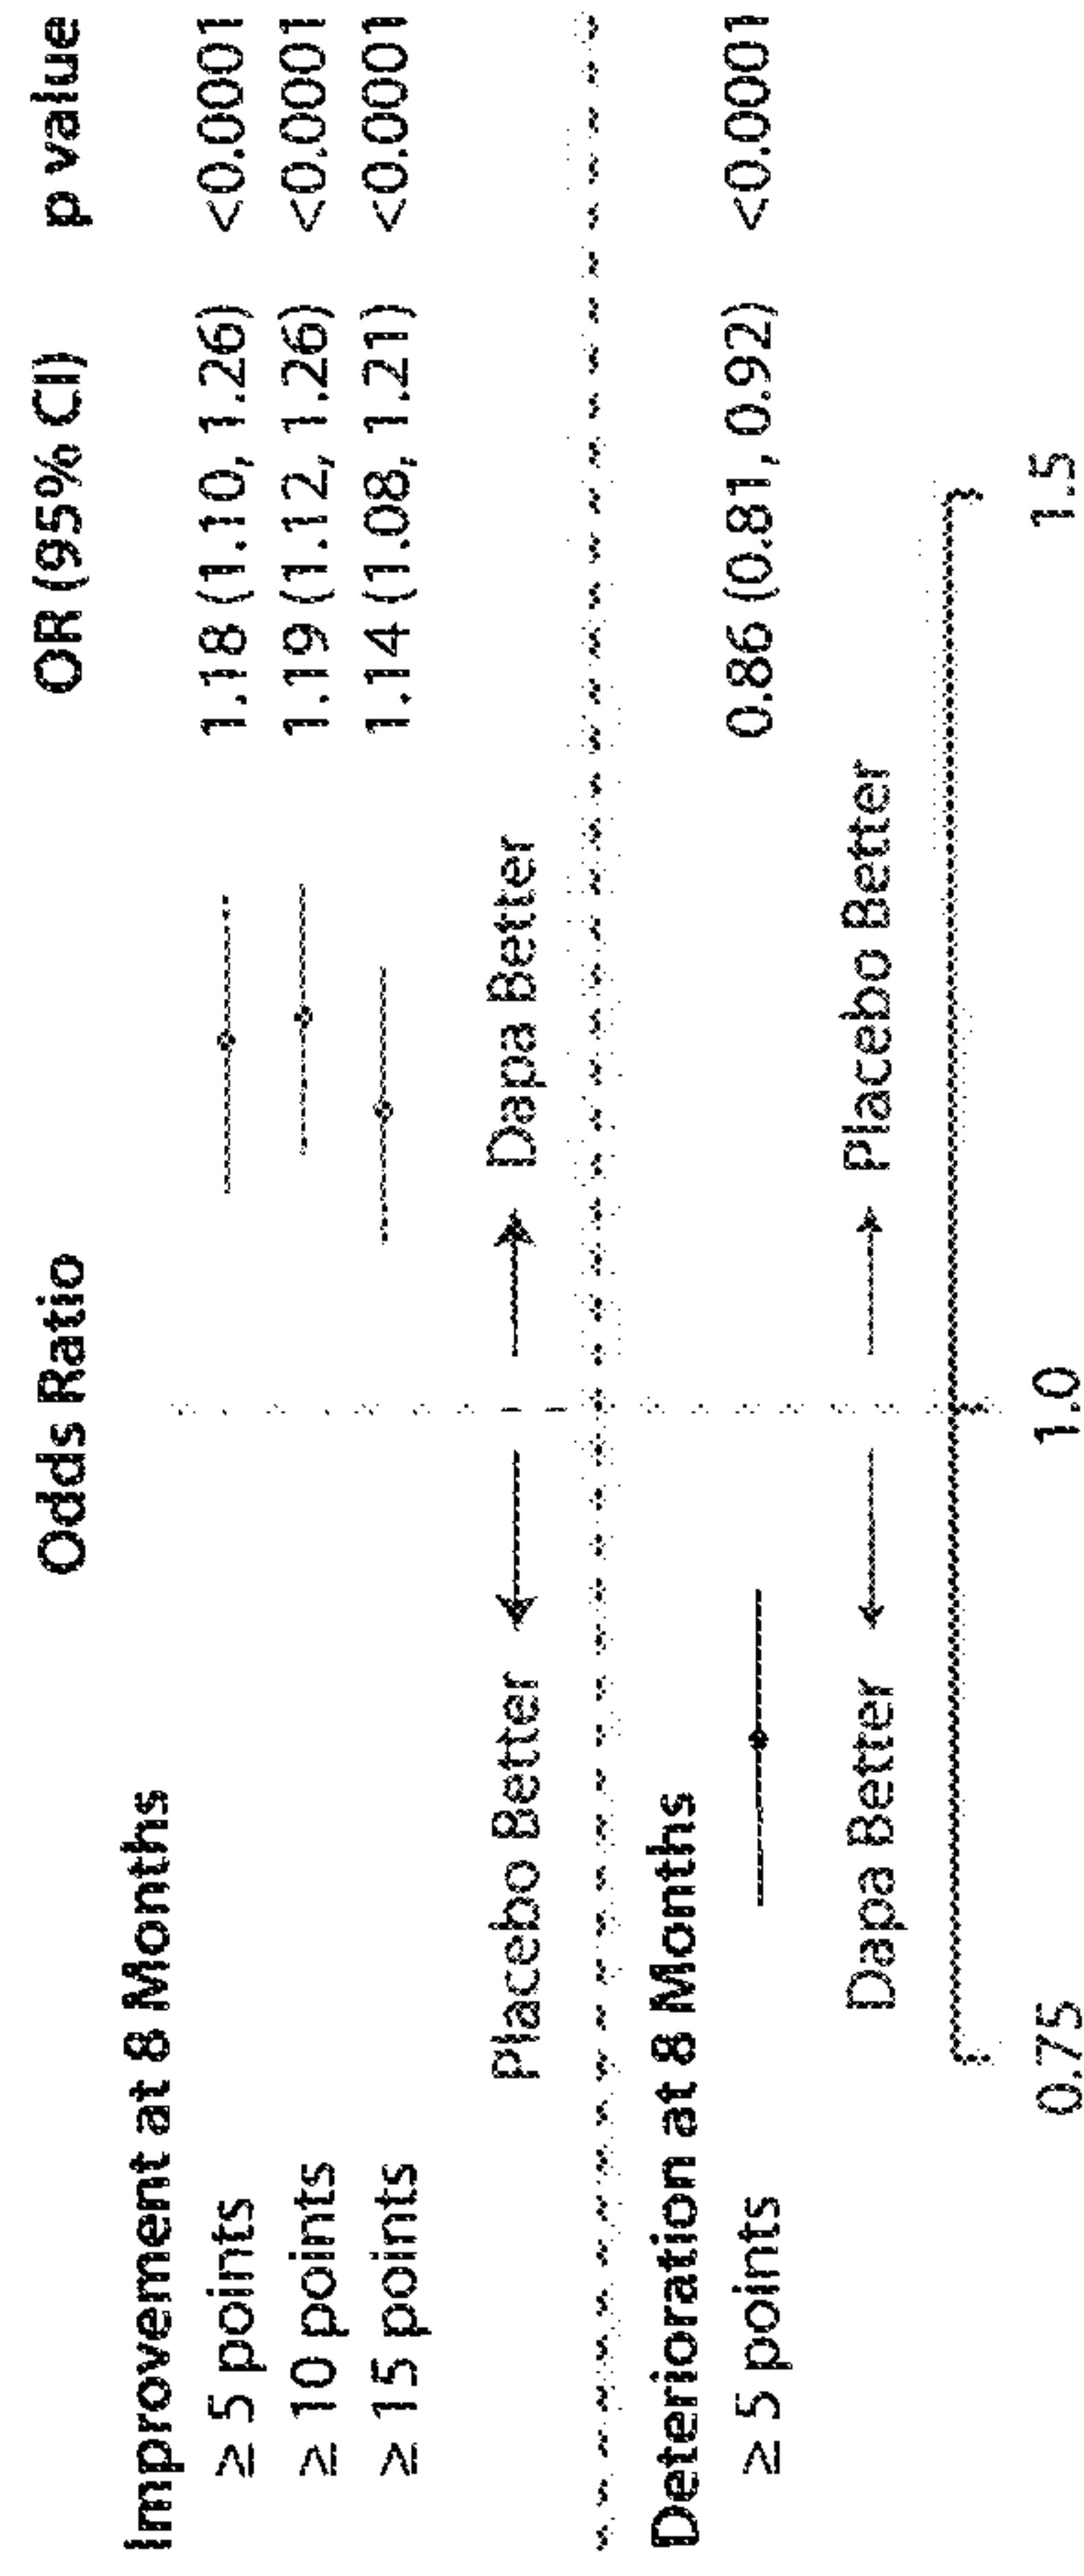 Odds Ratio OR (95% CI) p value
Improvement at 8 Months
≥ 5 points 1.18 (1.10, 1.26) <0.0001
≥ 10 points 1.19 (1.12, 1.26) <0.0001
≥ 15 points 1.14 (1.08, 1.21) <0.0001
Placebo Better Dapa Better
Deterioration at 8 Months
≥ 5 points 0.86 (0.81, 0.92) <0.0001
Dapa Better Placebo Better
0.75 1.0 1.5